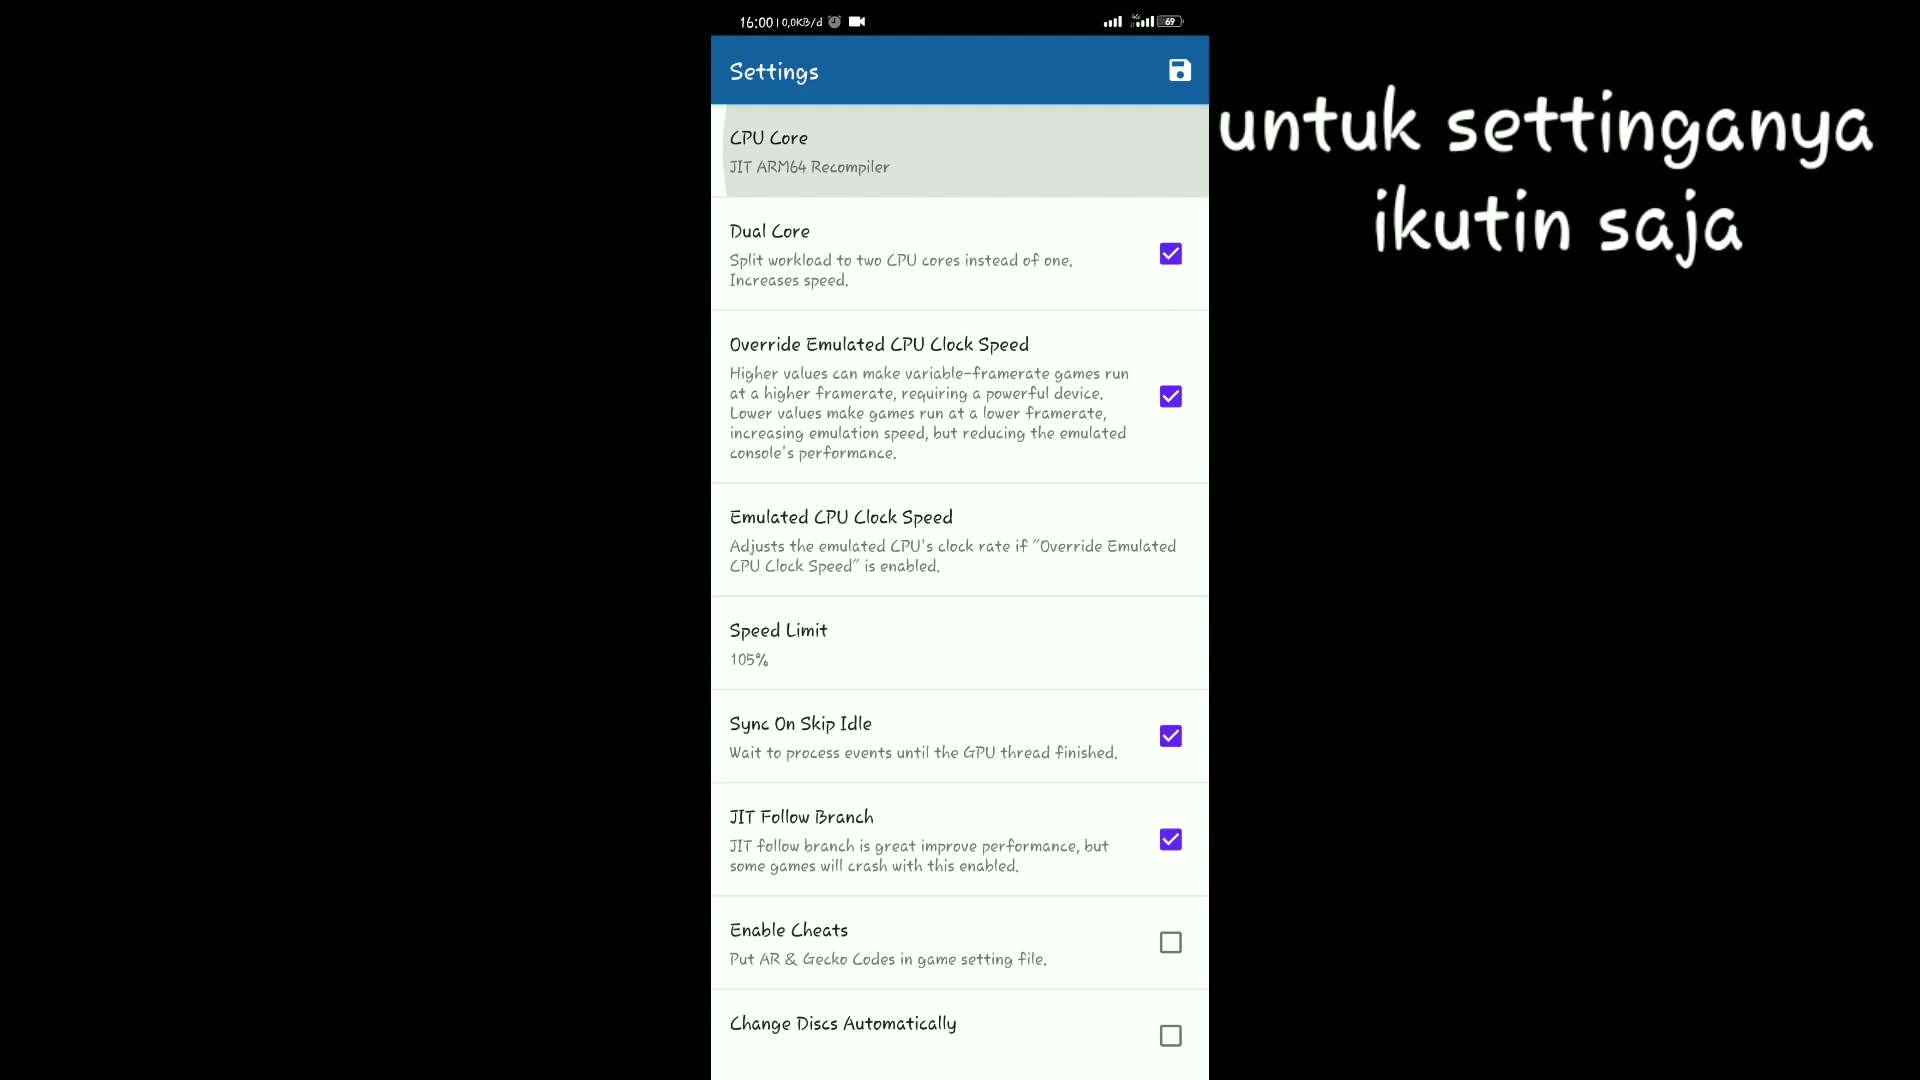 16:00 | 0,0KB/d
4G
69
Settings
untuk settinganya
ikutin saja
CPU Core
JIT ARM64 Recompiler
Dual Core
Split workload to two CPU cores instead of one.
Increases speed.
Override Emulated CPU Clock Speed
Higher values can make variable-framerate games run
at a higher framerate, requiring a powerful device.
Lower values make games run at a lower framerate,
increasing emulation speed, but reducing the emulated
console's performance.
Emulated CPU Clock Speed
Adjusts the emulated CPU's clock rate if "Override Emulated
CPU Clock Speed" is enabled.
Speed Limit
105%
Sync On Skip Idle
Wait to process events until the GPU thread finished.
JIT Follow Branch
JIT follow branch is great improve performance, but
some games will crash with this enabled.
Enable Cheats
Put AR & Gecko Codes in game setting file.
Change Discs Automatically